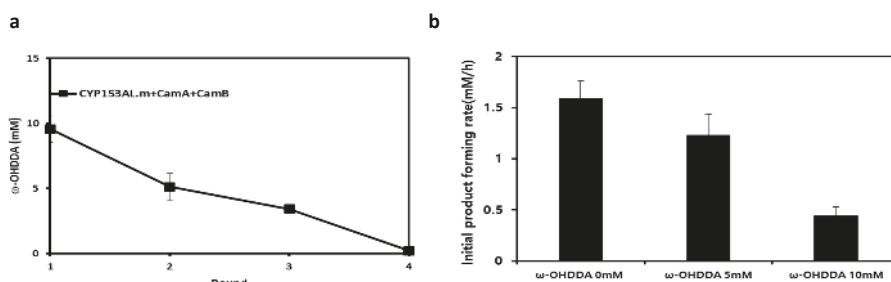 a
b
15
10
5
0
ω-OHDDA (mM)
CYP153AL.m+CamA+CamB
1
2
3
4
2
1.5
1
0.5
0
Initial product forming rate(mM/h)
ω-OHDDA 0mM
ω-OHDDA 5mM
ω-OHDDA 10mM